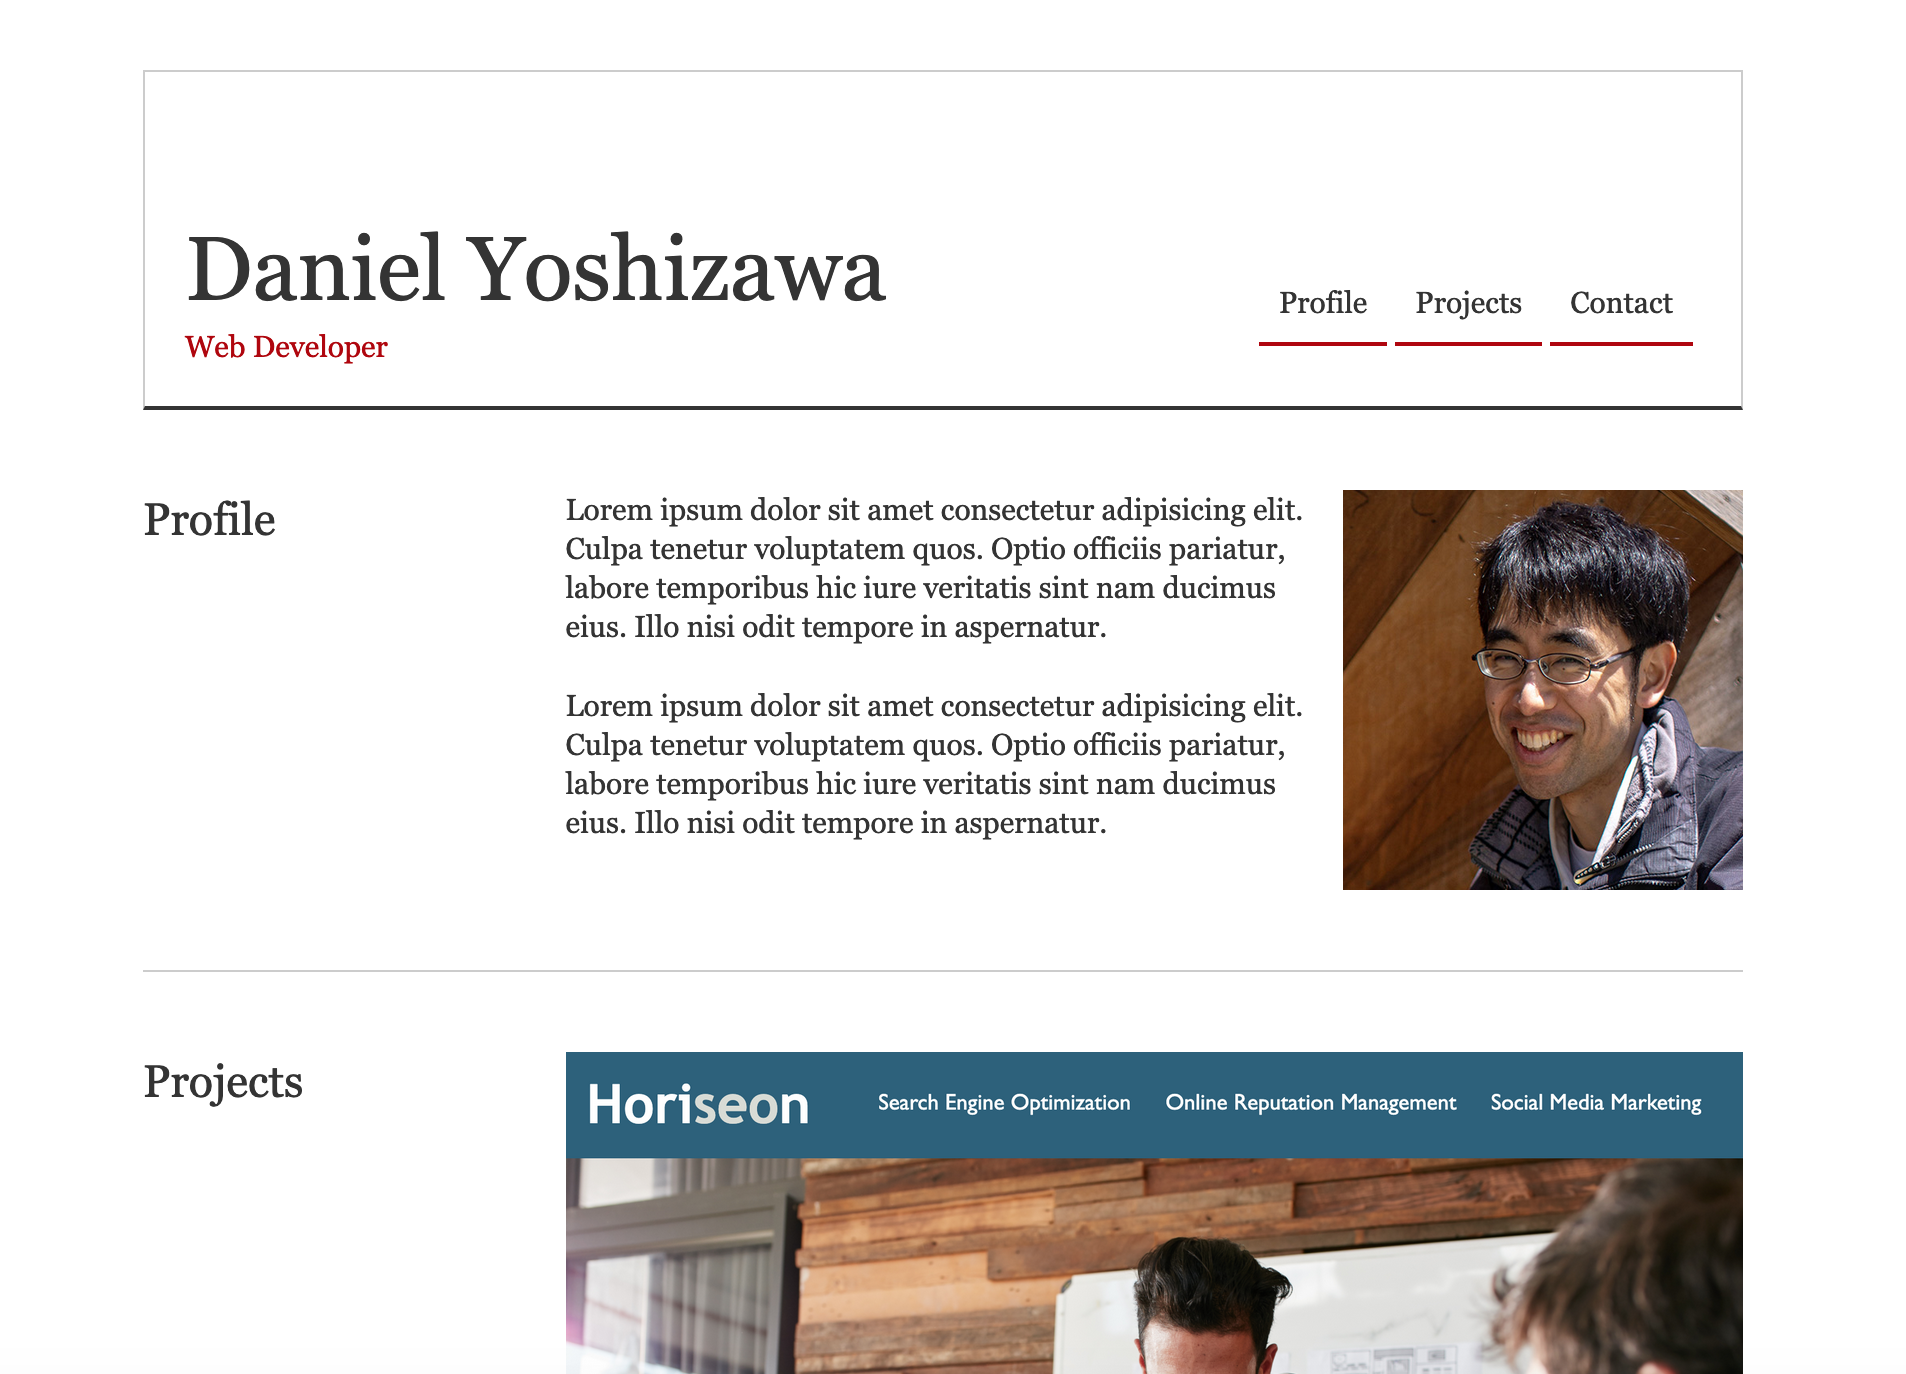 Daniel Yoshizawa
Web Developer
Profile Projects Contact
Profile
Lorem ipsum dolor sit amet consectetur adipisicing elit.
Culpa tenetur voluptatem quos. Optio officiis pariatur,
labore temporibus hic iure veritatis sint nam ducimus
eius. Illo nisi odit tempore in aspernatur.
Lorem ipsum dolor sit amet consectetur adipisicing elit.
Culpa tenetur voluptatem quos. Optio officiis pariatur,
labore temporibus hic iure veritatis sint nam ducimus
eius. Illo nisi odit tempore in aspernatur.
Projects
Horiseon Search Engine Optimization Online Reputation Management Social Media Marketing